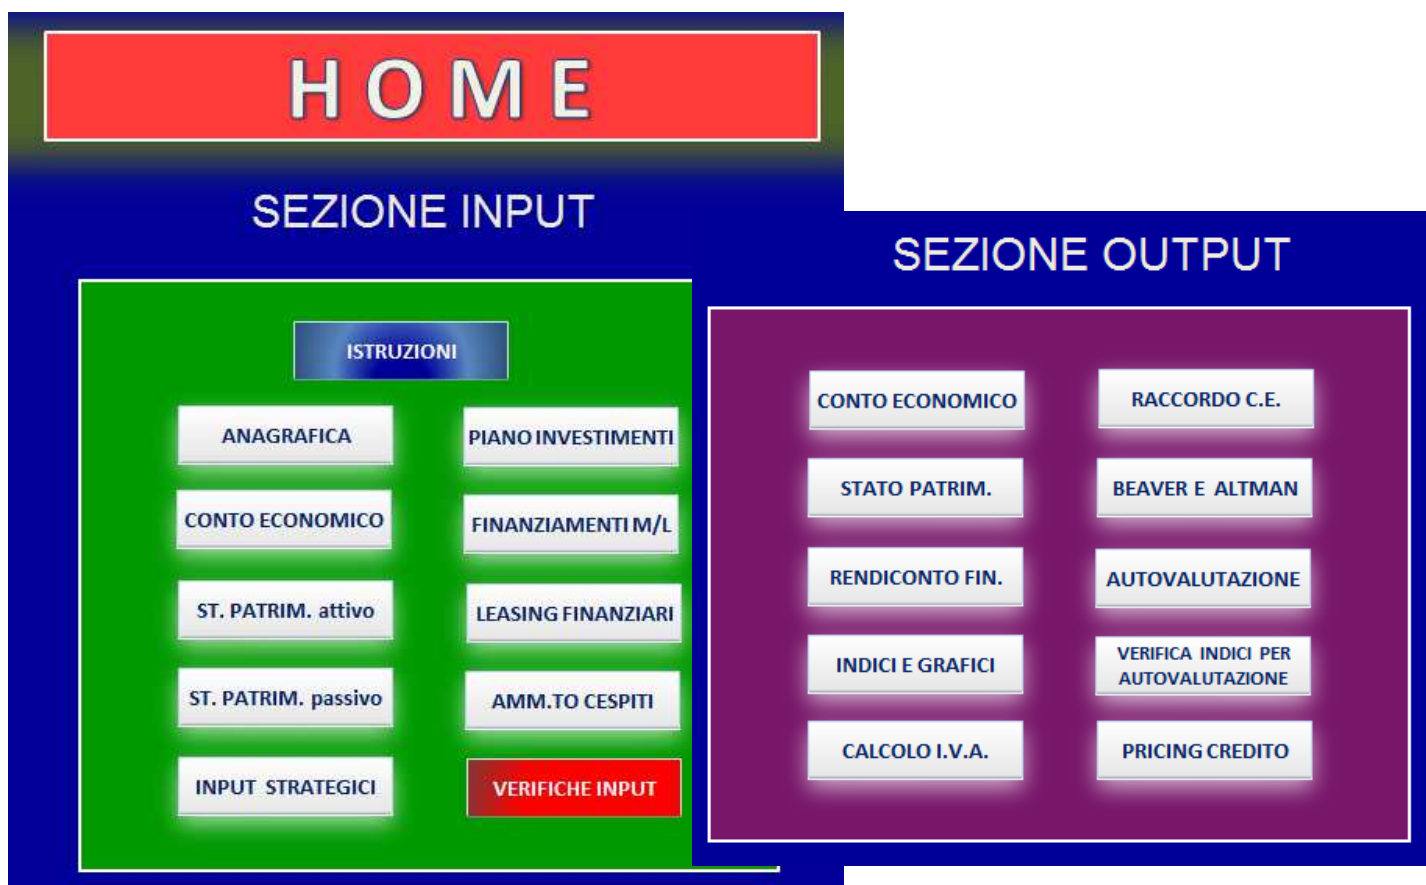 H O M E
SEZIONE INPUT
ISTRUZIONI
ANAGRAFICA
PIANO INVESTIMENTI
CONTO ECONOMICO
FINANZIAMENTI M/L
ST. PATRIM. attivo
LEASING FINANZIARI
ST. PATRIM. passivo
AMM.TO CESPITI
INPUT STRATEGICI
VERIFICHE INPUT
SEZIONE OUTPUT
CONTO ECONOMICO
RACCORDO C.E.
STATO PATRIM.
BEAVER E ALTMAN
RENDICONTO FIN.
AUTOVALUTAZIONE
INDICI E GRAFICI
VERIFICA INDICI PER
AUTOVALUTAZIONE
CALCOLO I.V.A.
PRICING CREDITO